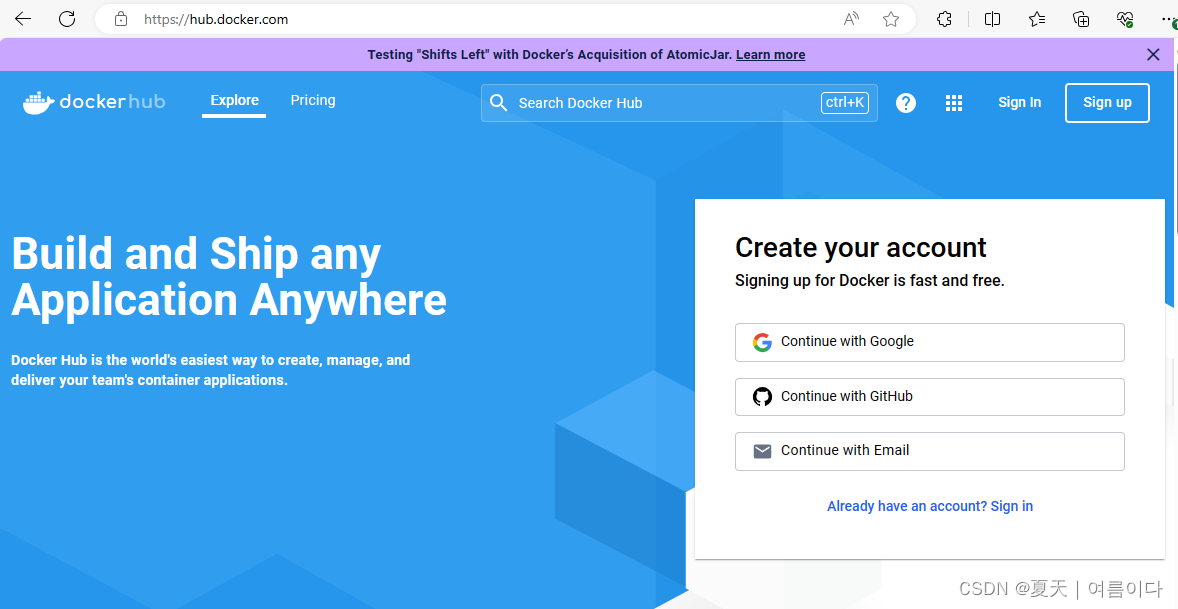 https://hub.docker.com
Testing "Shifts Left" with Docker’s Acquisition of AtomicJar. Learn more
dockerhub
Explore
Pricing
Search Docker Hub
ctrl+K
Sign In
Sign up
Build and Ship any
Application Anywhere
Docker Hub is the world's easiest way to create, manage, and
deliver your team's container applications.
Create your account
Signing up for Docker is fast and free.
Continue with Google
Continue with GitHub
Continue with Email
Already have an account? Sign in
CSDN @夏天 | 여름이다